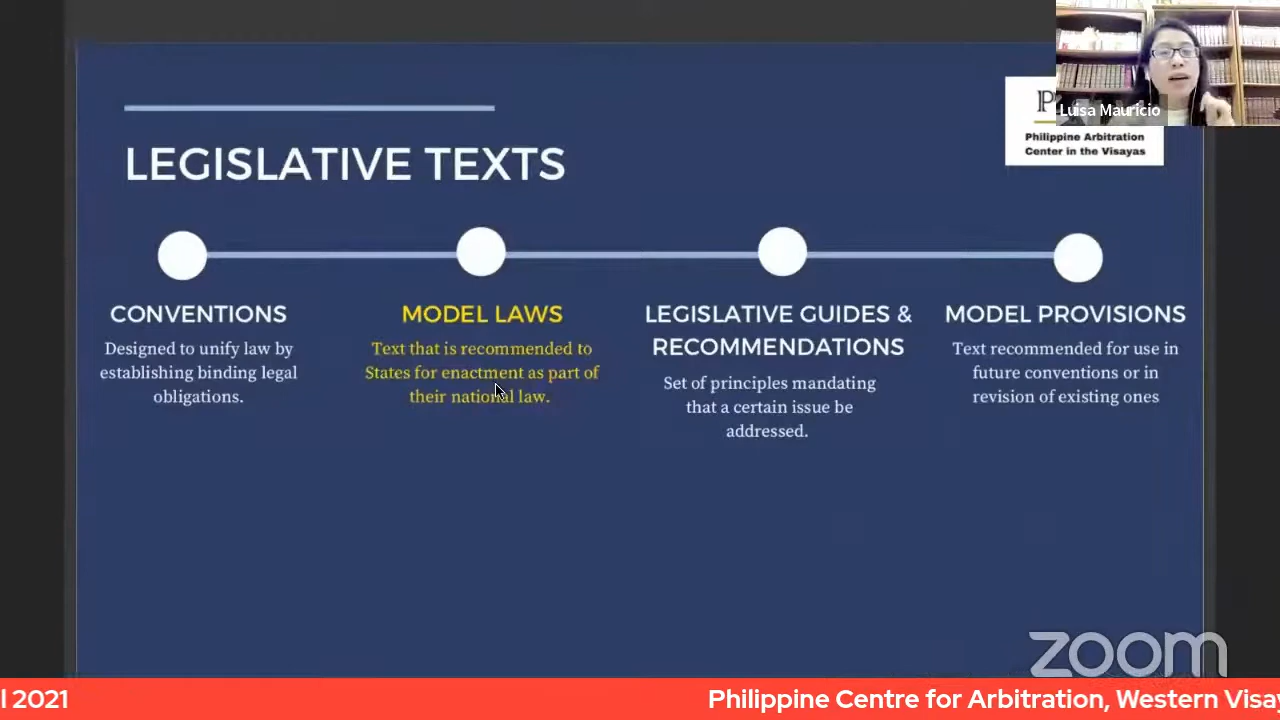 Luisa Mauricio
Philippine Arbitration
Center in the Visayas
LEGISLATIVE TEXTS
CONVENTIONS
Designed to unify law by
establishing binding legal
obligations.
MODEL LAWS
Text that is recommended to
States for enactment as part of
their national law.
LEGISLATIVE GUIDES &
RECOMMENDATIONS
Set of principles mandating
that a certain issue be
addressed.
MODEL PROVISIONS
Text recommended for use in
future conventions or in
revision of existing ones
zoom
l 2021
Philippine Centre for Arbitration, Western Visay